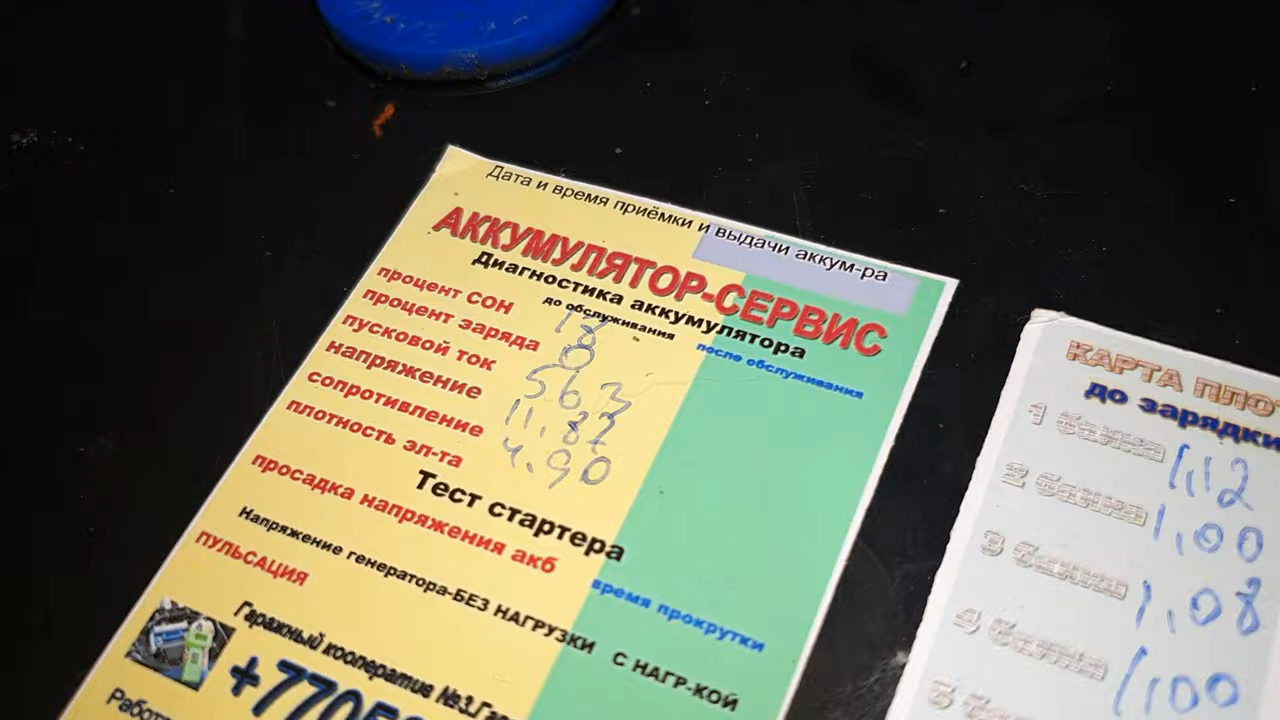 Дата и время приёмки и выдачи аккум-ра
АККУМУЛЯТОР-СЕРВИС
Диагностика аккумулятора
до обслуживания после обслуживания
процент СОН 18
процент заряда 0
пусковой ток 563
напряжение 11.82
сопротивление 4.90
плотность эл-та
Тест стартера
просадка напряжения акб время прокрутки
Напряжение генератора-БЕЗ НАГРУЗКИ С НАГР-КОЙ
ПУЛЬСАЦИЯ
Гаражный кооператив №3.Гар
+7705
Работ
КАРТА ПЛО
до зарядки
1 банка 1,12
2 банка 1,00
3 банка 1,08
4 банка 1,00
5